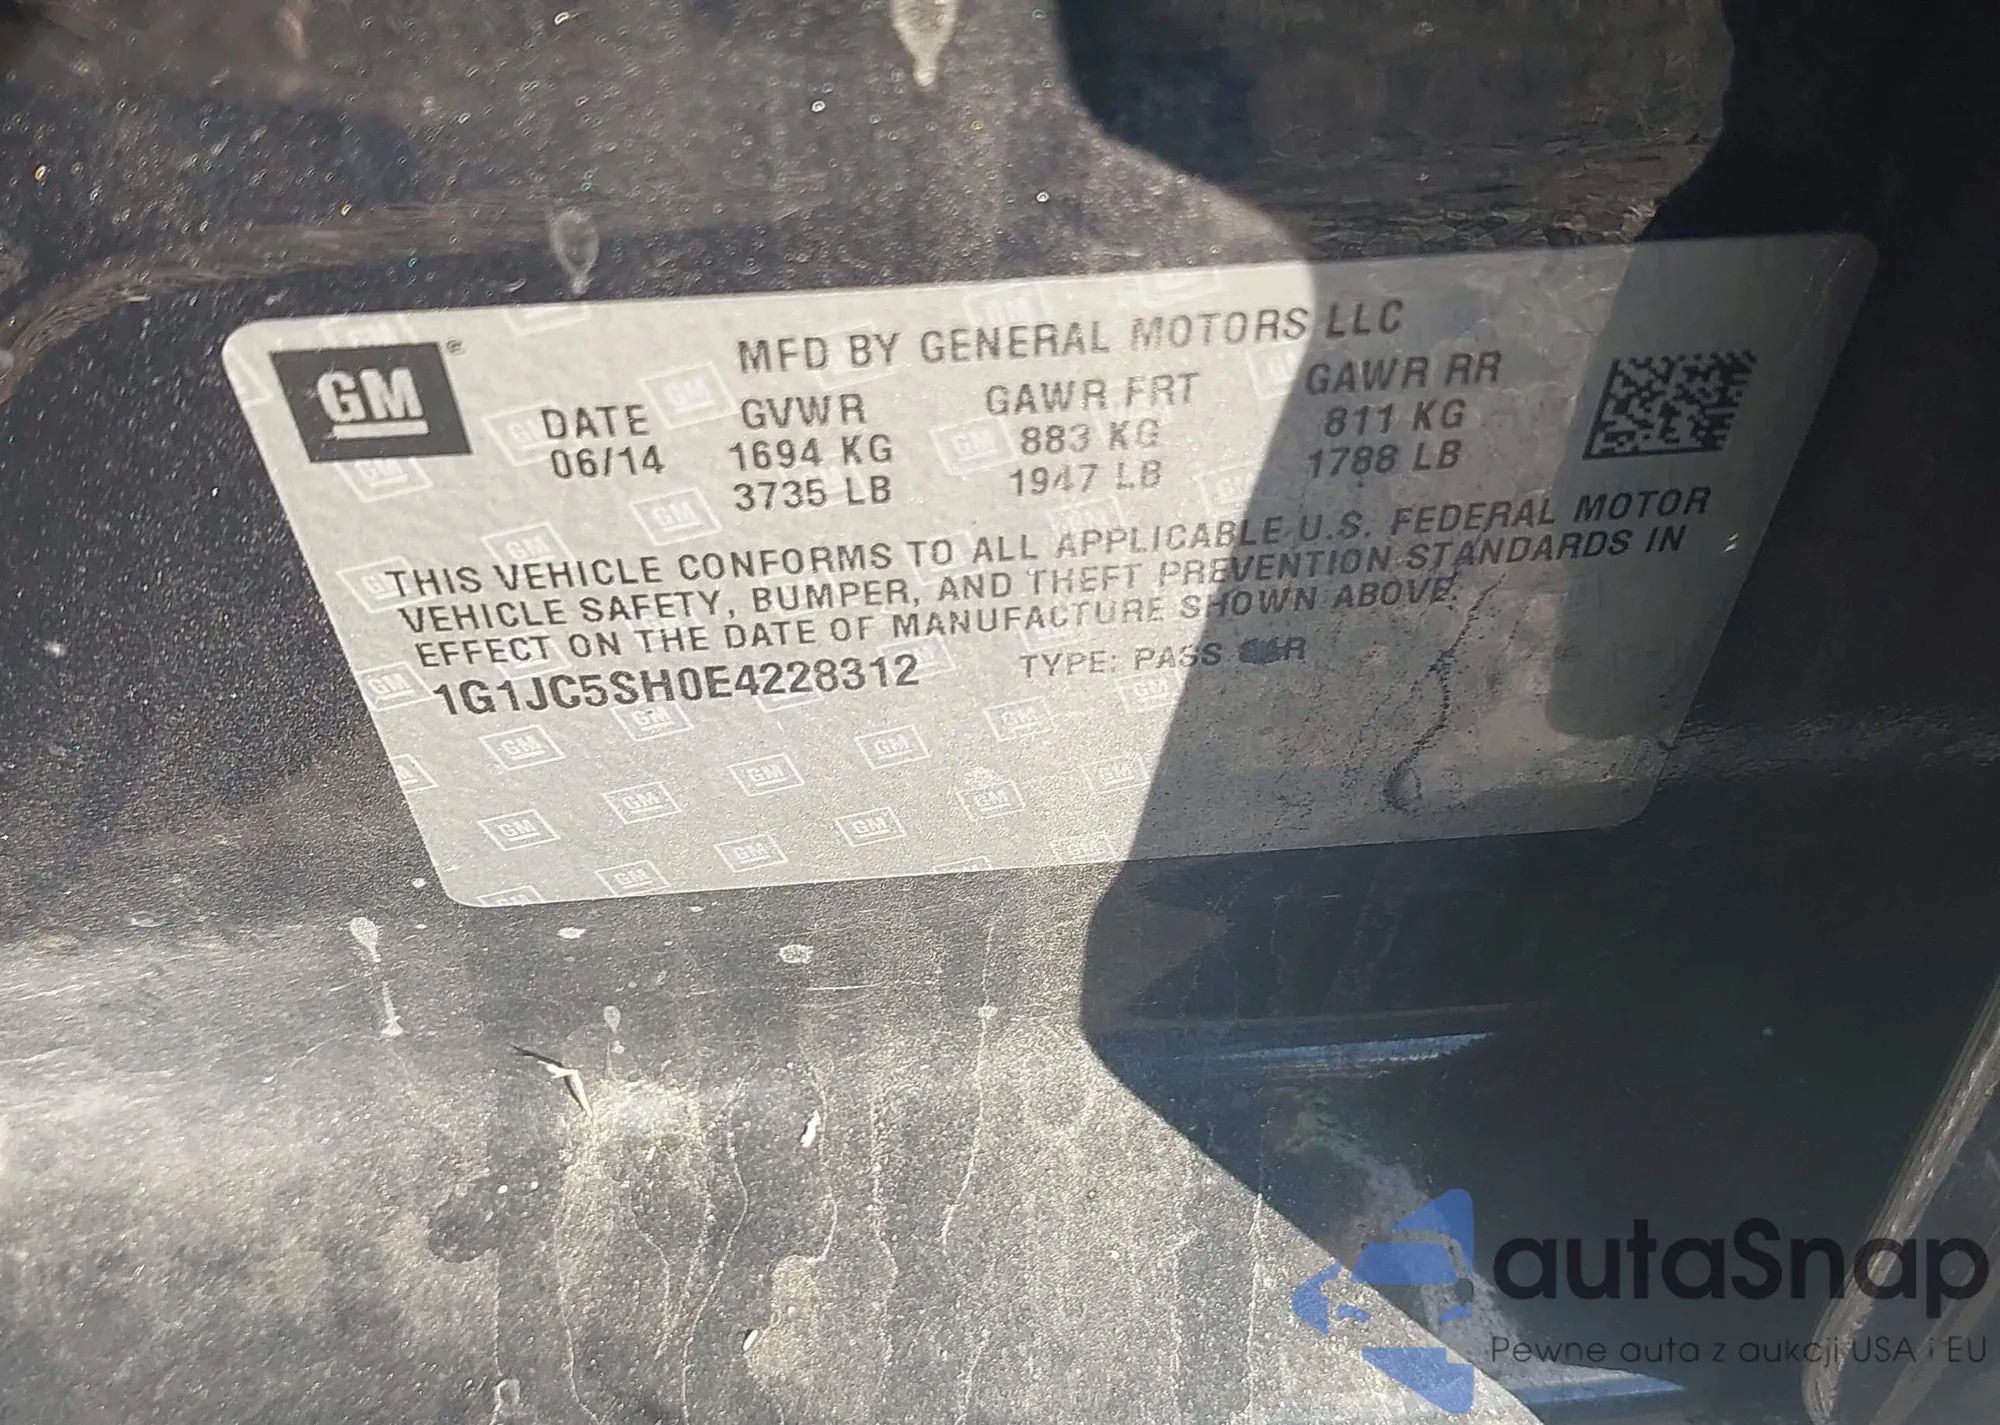 GM®
MFD BY GENERAL MOTORS LLC
DATE GVWR GAWR FRT GAWR RR
06/14 1694 KG 883 KG 811 KG
3735 LB 1947 LB 1788 LB
THIS VEHICLE CONFORMS TO ALL APPLICABLE U.S. FEDERAL MOTOR
VEHICLE SAFETY, BUMPER, AND THEFT PREVENTION STANDARDS IN
EFFECT ON THE DATE OF MANUFACTURE SHOWN ABOVE.
1G1JC5SH0E4228312 TYPE: PASS CAR
autaSnap
Pewne auta z aukcji USA i EU